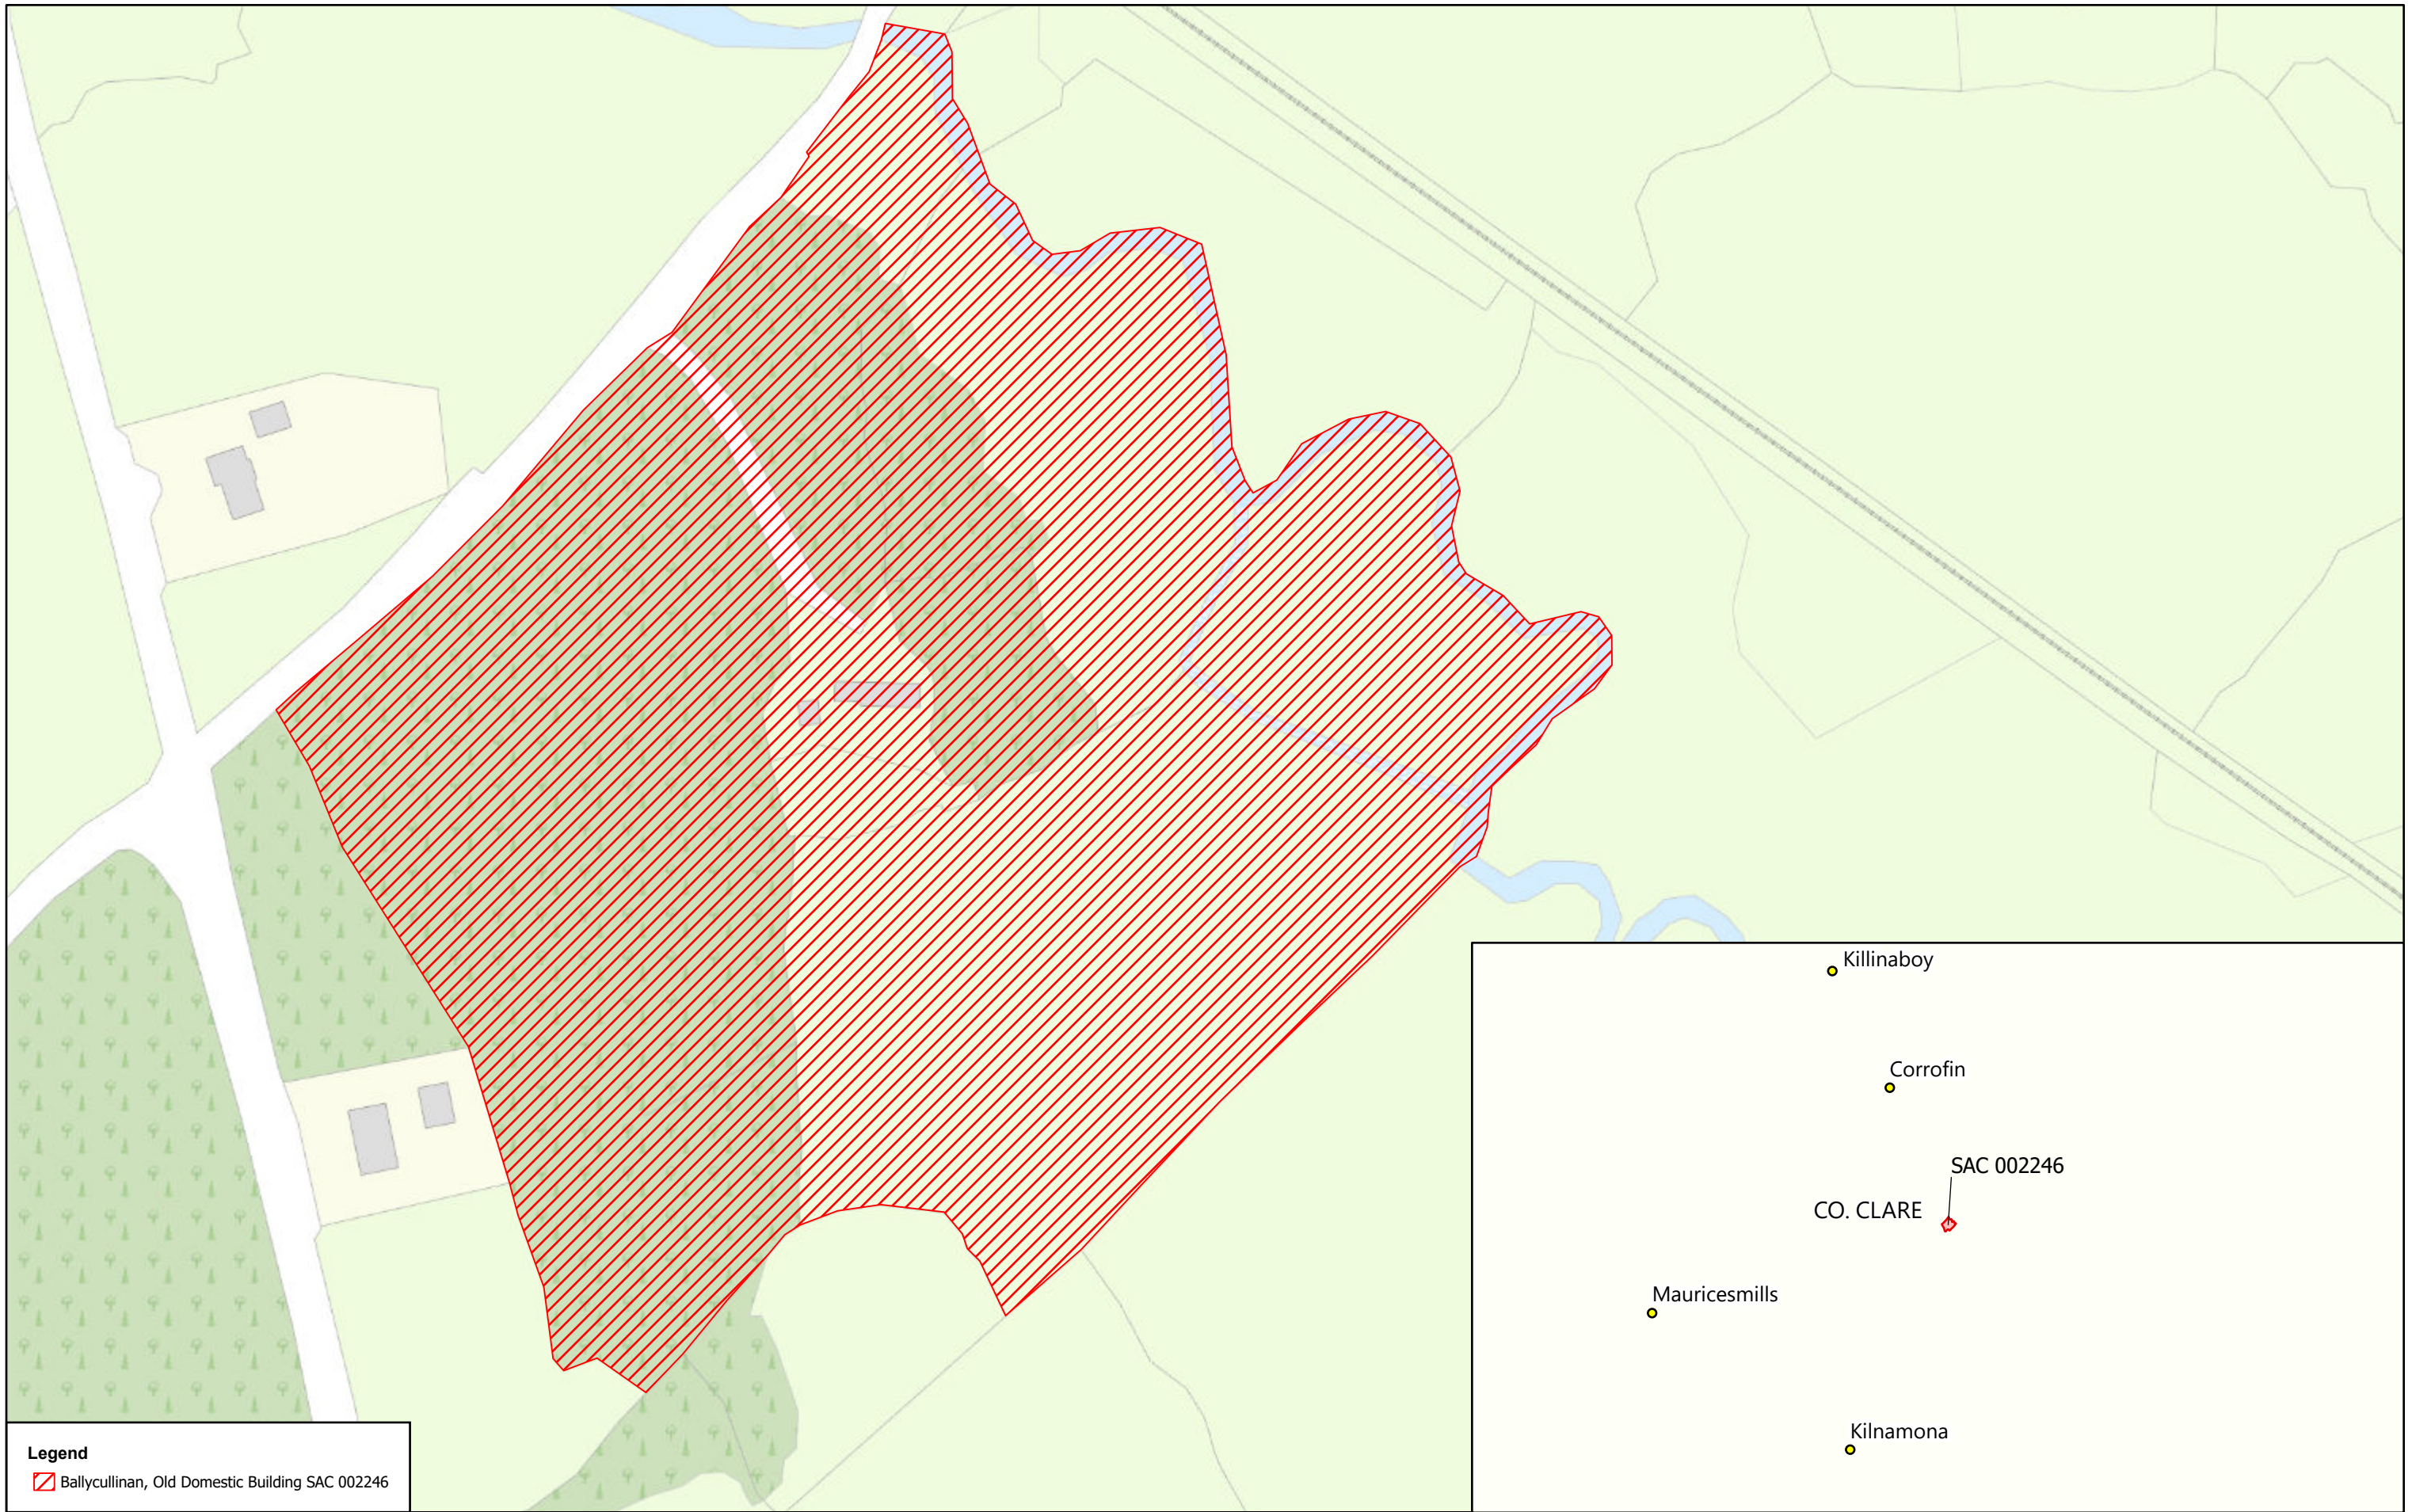 Killinaboy
Corrofin
SAC 002246
CO. CLARE
Mauricesmills
Kilnamona
Legend
Ballycullinan, Old Domestic Building SAC 002246